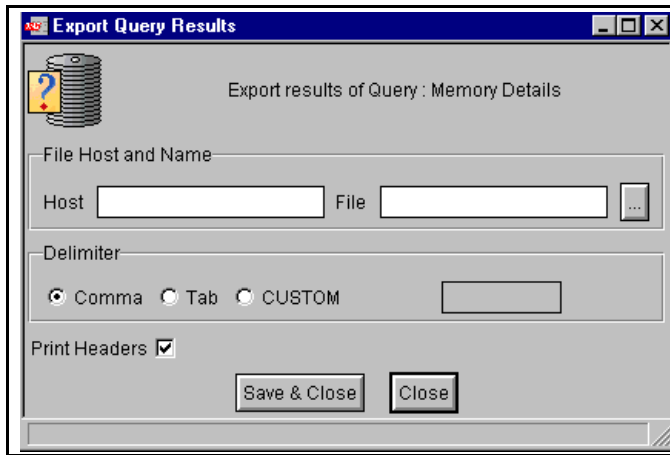 Export Query Results
Export results of Query : Memory Details
File Host and Name
Host File ...
Delimiter
Comma Tab CUSTOM
Print Headers
Save & Close Close